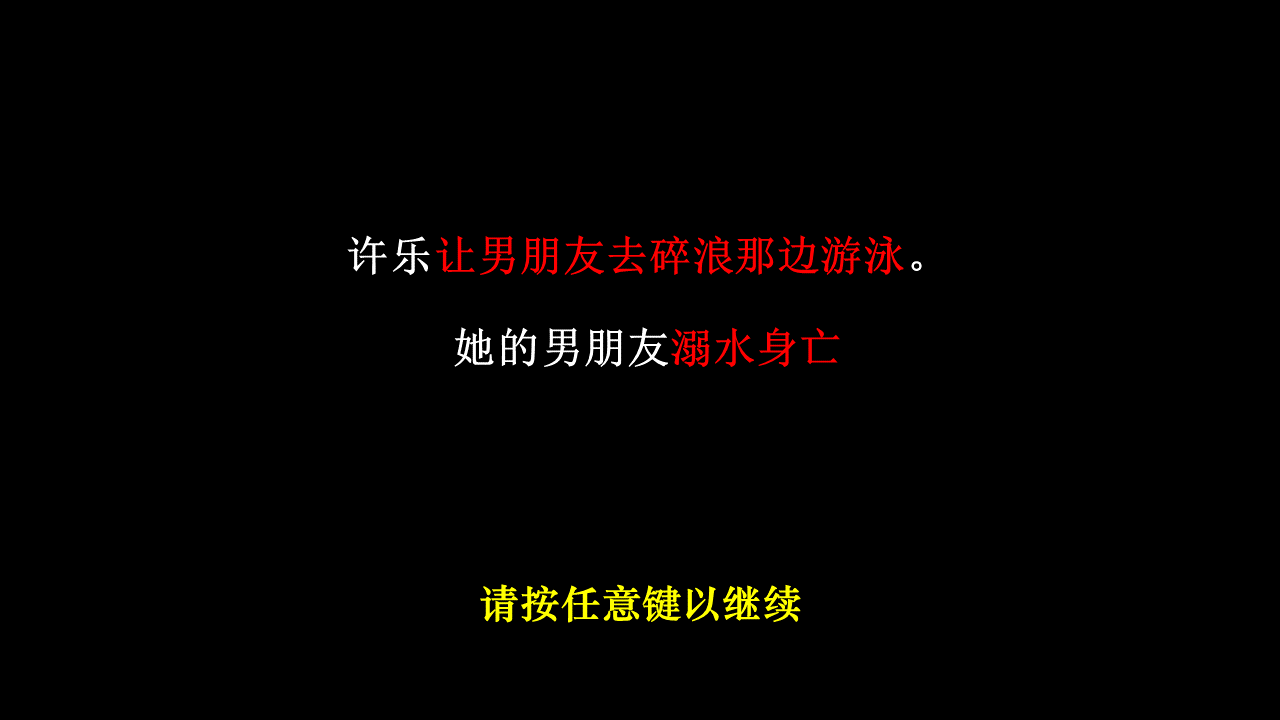 许乐让男朋友去碎浪那边游泳。
她的男朋友溺水身亡
请按任意键以继续